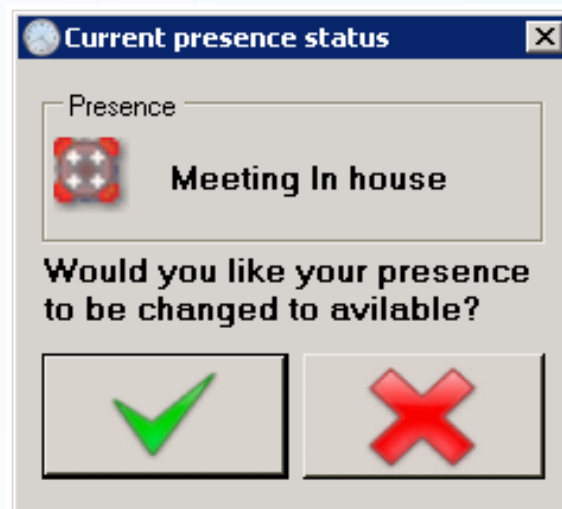 Current presence status
Presence
Meeting In house
Would you like your presence
to be changed to avilable?